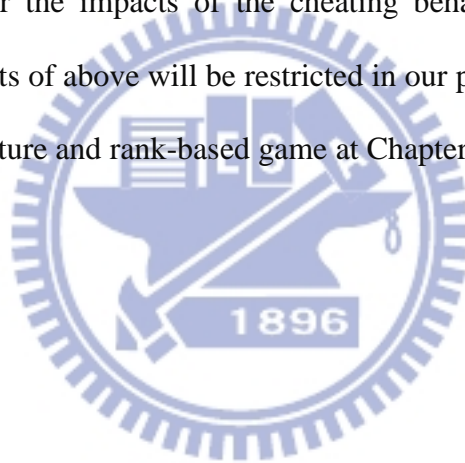 r the impacts of the cheating beha
ts of above will be restricted in our p
ture and rank-based game at Chapter
E S
1896